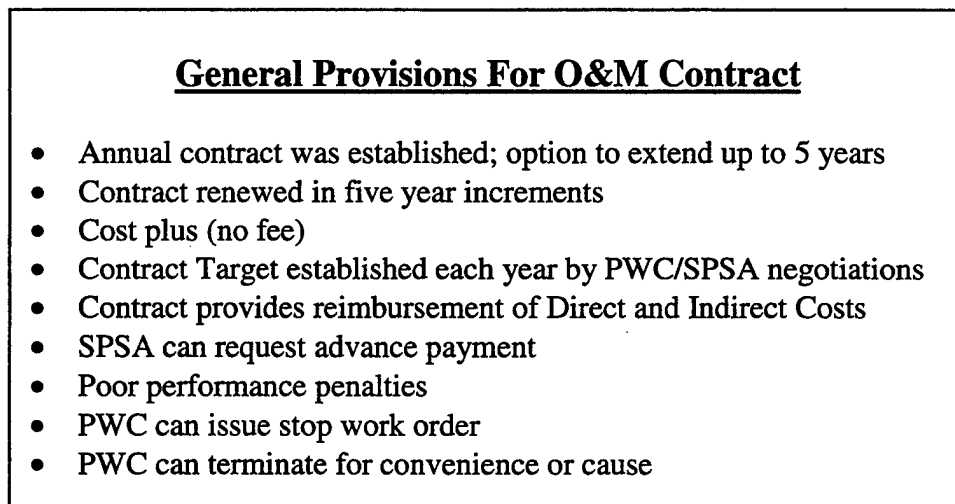 General Provisions For O&M Contract
• Annual contract was established; option to extend up to 5 years
• Contract renewed in five year increments
• Cost plus (no fee)
• Contract Target established each year by PWC/SPSA negotiations
• Contract provides reimbursement of Direct and Indirect Costs
• SPSA can request advance payment
• Poor performance penalties
• PWC can issue stop work order
• PWC can terminate for convenience or cause